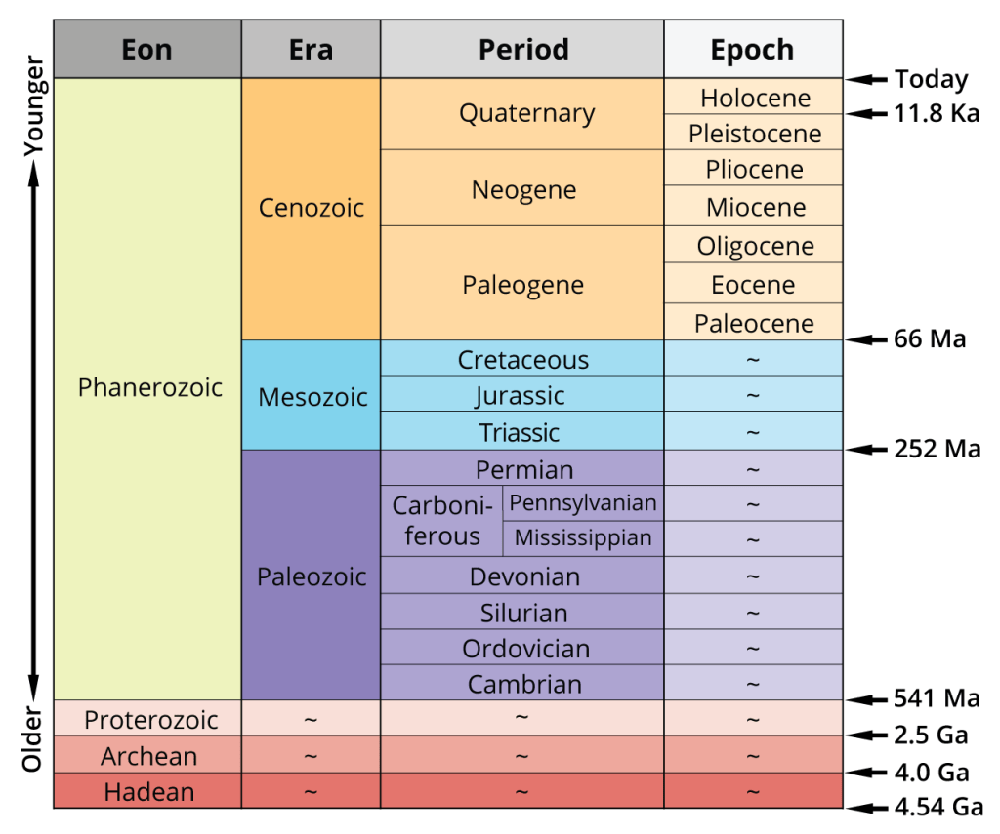 Eon Era Period Epoch
Younger
Older
Today
Phanerozoic
Cenozoic
Quaternary
Holocene
11.8 Ka
Pleistocene
Neogene
Pliocene
Miocene
Paleogene
Oligocene
Eocene
Paleocene
66 Ma
Mesozoic
Cretaceous ~
Jurassic ~
Triassic ~
252 Ma
Paleozoic
Permian ~
Carboni-
ferous
Pennsylvanian ~
Mississippian ~
Devonian ~
Silurian ~
Ordovician ~
Cambrian ~
541 Ma
Proterozoic ~ ~ ~
2.5 Ga
Archean ~ ~ ~
4.0 Ga
Hadean ~ ~ ~
4.54 Ga